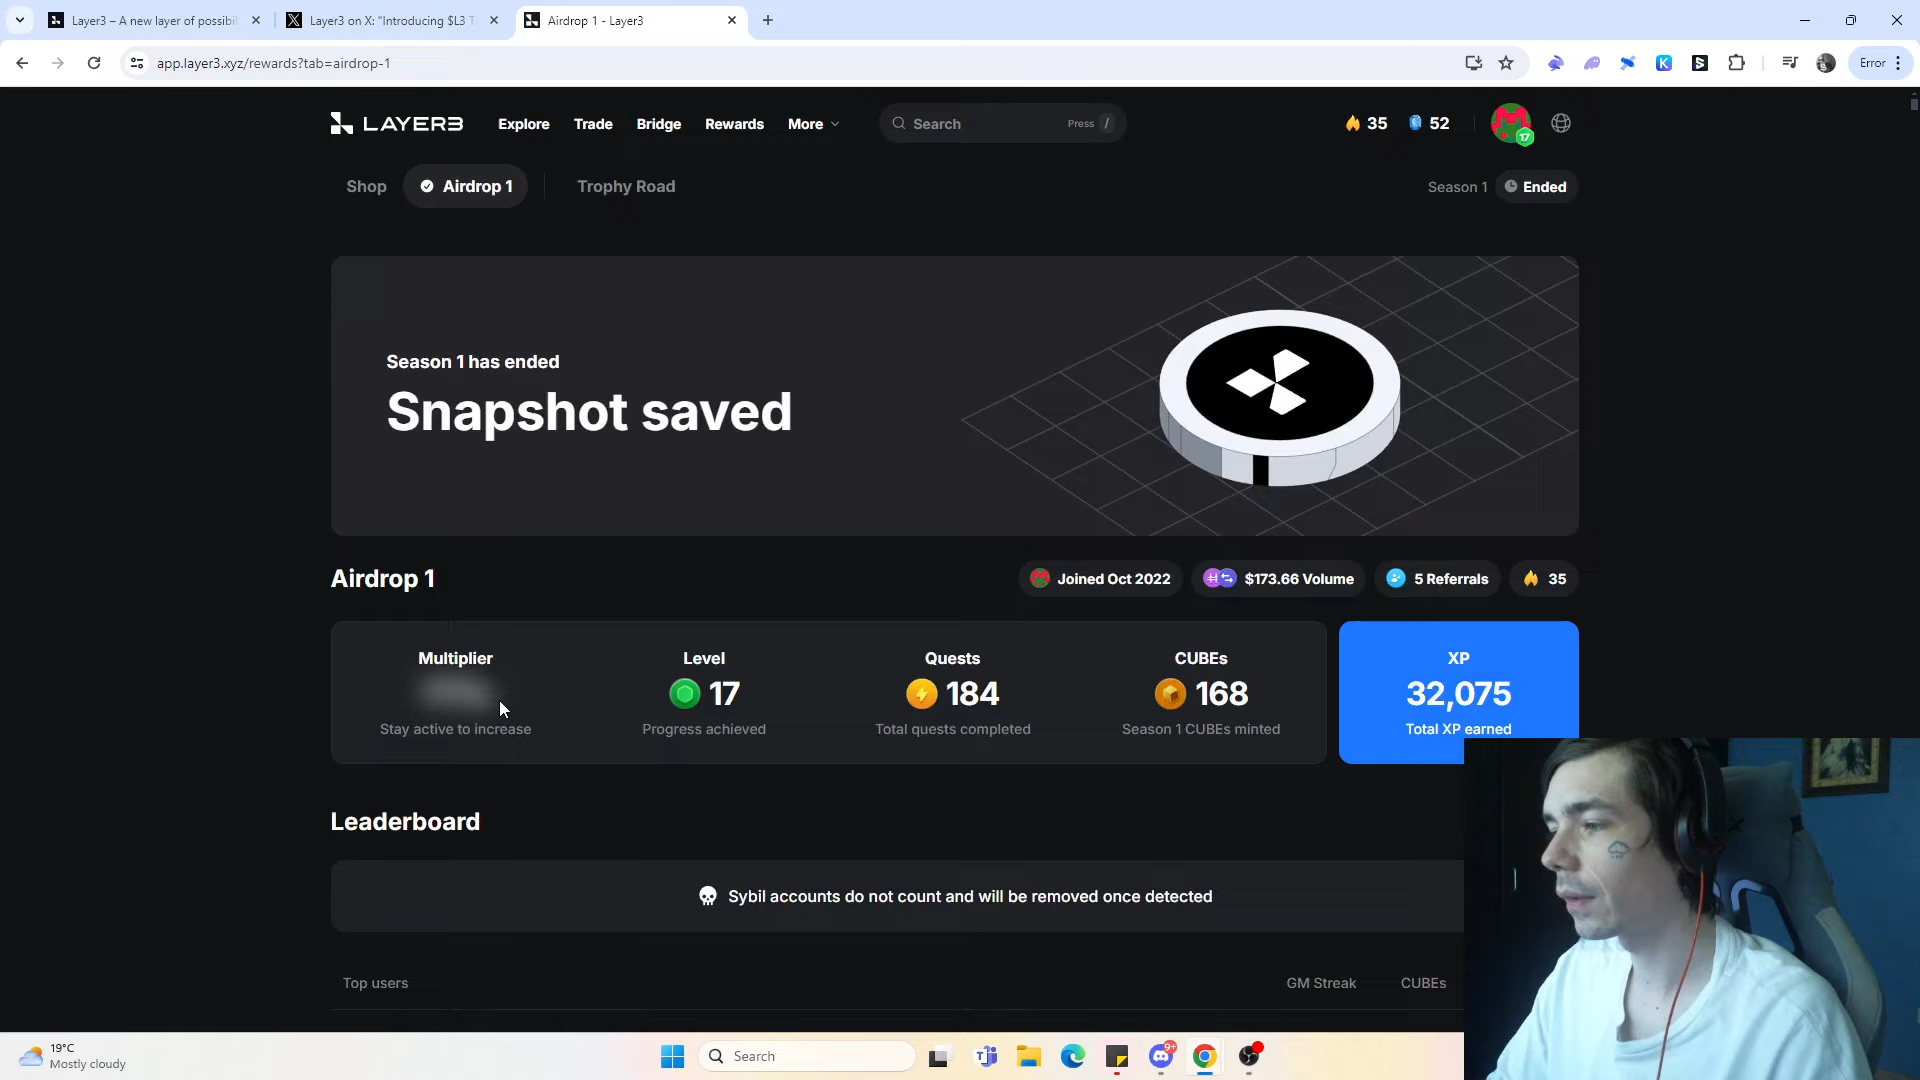 Layer3 – A new layer of possibi
Layer3 on X: "Introducing $L3 T
Airdrop 1 - Layer3
app.layer3.xyz/rewards?tab=airdrop-1
Error
LAYER3
Explore
Trade
Bridge
Rewards
More
Search
Press /
35
52
17
Shop
Airdrop 1
Trophy Road
Season 1
Ended
Season 1 has ended
Snapshot saved
Airdrop 1
Joined Oct 2022
$173.66 Volume
5 Referrals
35
Multiplier
Level
Quests
CUBEs
XP
17
184
168
32,075
Stay active to increase
Progress achieved
Total quests completed
Season 1 CUBEs minted
Total XP earned
Leaderboard
Sybil accounts do not count and will be removed once detected
Top users
GM Streak
CUBEs
19°C
Mostly cloudy
Search
9+